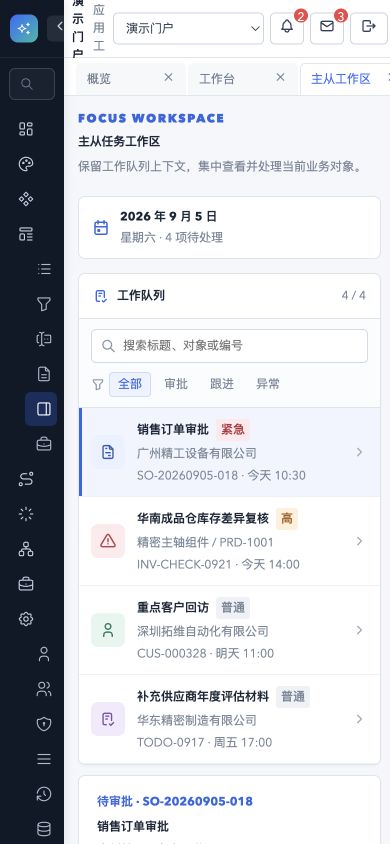 演示门户
应用工
演示门户
2
3
概览
工作台
主从工作区
FOCUS WORKSPACE
主从任务工作区
保留工作队列上下文，集中查看并处理当前业务对象。
2026 年 9 月 5 日
星期六 · 4 项待处理
工作队列
4 / 4
搜索标题、对象或编号
全部
审批
跟进
异常
销售订单审批 紧急
广州精工设备有限公司
SO-20260905-018 · 今天 10:30
华南成品仓库存差异复核 高
精密主轴组件 / PRD-1001
INV-CHECK-0921 · 今天 14:00
重点客户回访 普通
深圳拓维自动化有限公司
CUS-000328 · 明天 11:00
补充供应商年度评估材料 普通
华东精密制造有限公司
TODO-0917 · 周五 17:00
待审批 · SO-20260905-018
销售订单审批